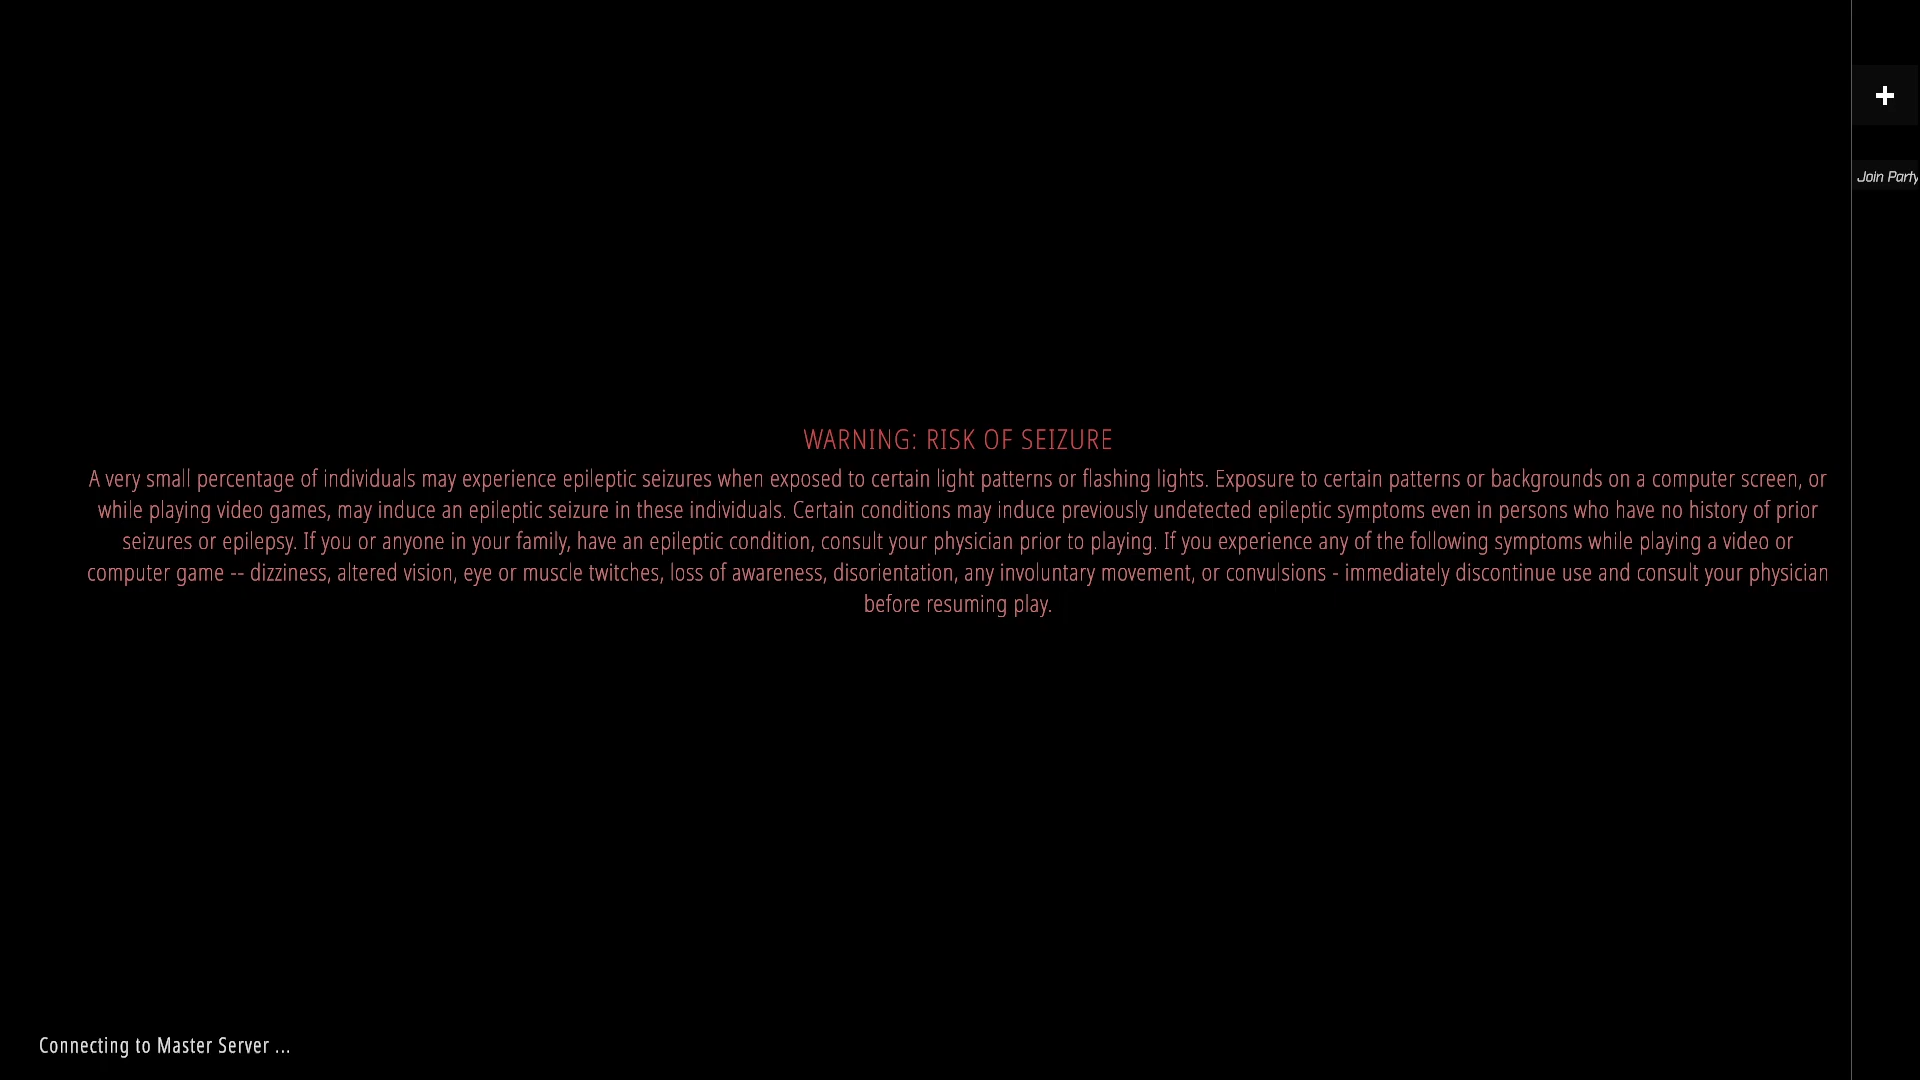 Join Party
WARNING: RISK OF SEIZURE
A very small percentage of individuals may experience epileptic seizures when exposed to certain light patterns or flashing lights. Exposure to certain patterns or backgrounds on a computer screen, or
while playing video games, may induce an epileptic seizure in these individuals. Certain conditions may induce previously undetected epileptic symptoms even in persons who have no history of prior
seizures or epilepsy. If you or anyone in your family, have an epileptic condition, consult your physician prior to playing. If you experience any of the following symptoms while playing a video or
computer game -- dizziness, altered vision, eye or muscle twitches, loss of awareness, disorientation, any involuntary movement, or convulsions - immediately discontinue use and consult your physician
before resuming play.
Connecting to Master Server ...